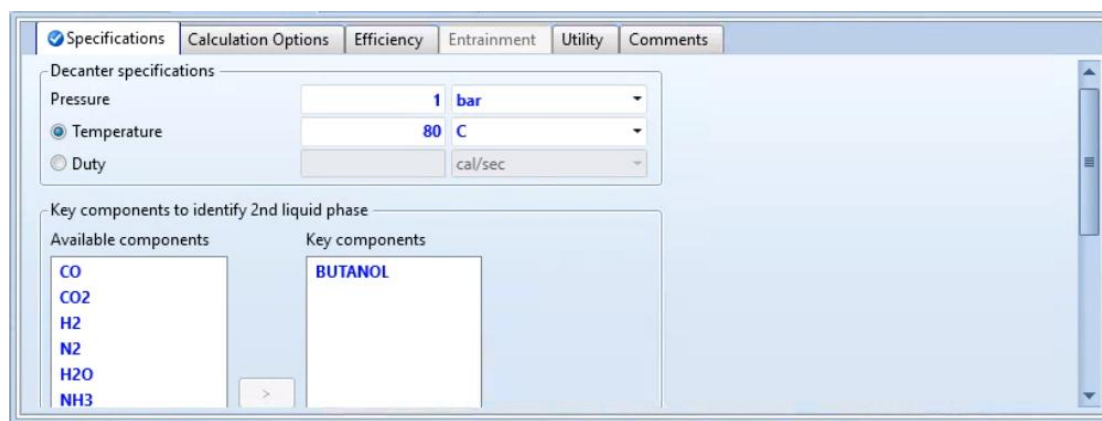 Specifications Calculation Options Efficiency Entrainment Utility Comments
Decanter specifications
Pressure 1 bar
Temperature 80 C
Duty cal/sec
Key components to identify 2nd liquid phase
Available components Key components
CO BUTANOL
CO2
H2
N2
H2O
NH3 >